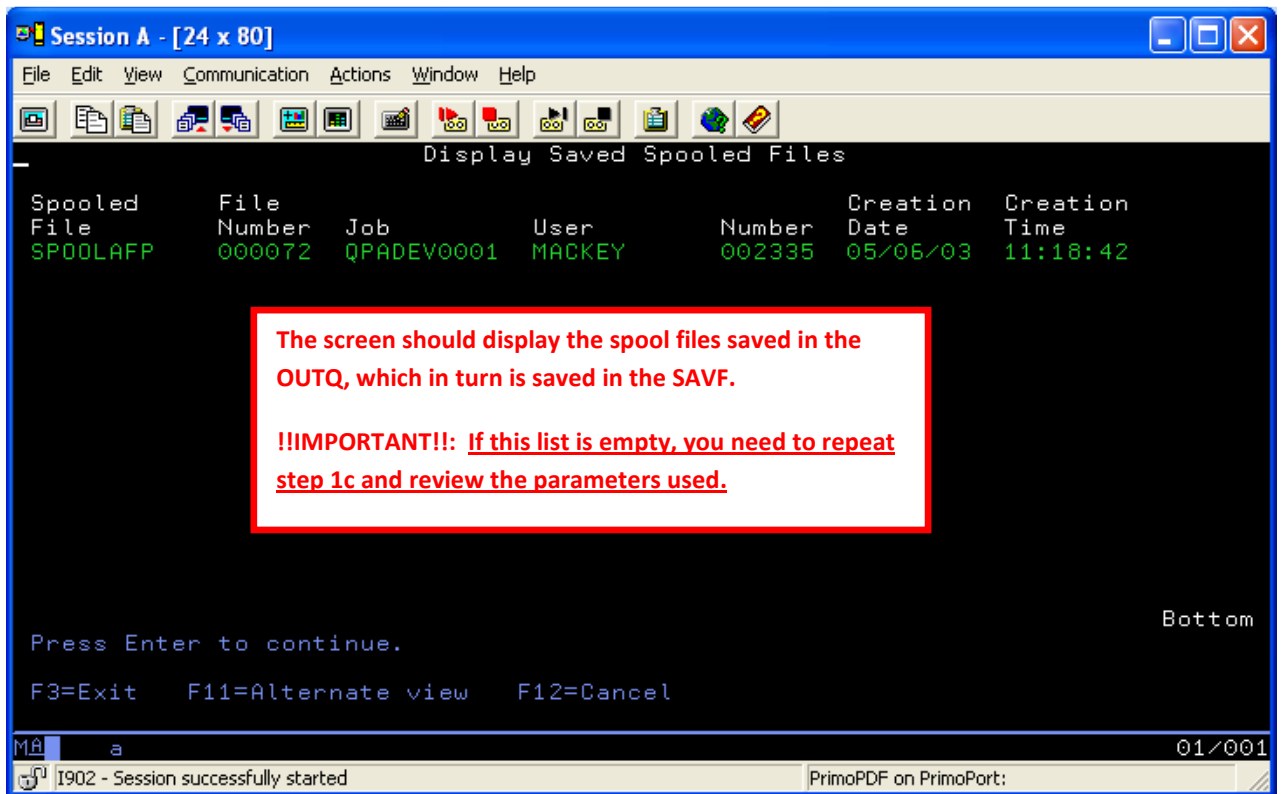 Session A - [24 x 80]
File Edit View Communication Actions Window Help
Display Saved Spooled Files
Spooled File Creation Creation
File Number Job User Number Date Time
SPOOLAFP 000072 QPADEV0001 MACKEY 002335 05/06/03 11:18:42
The screen should display the spool files saved in the
OUTQ, which in turn is saved in the SAVF.
!!IMPORTANT!!: If this list is empty, you need to repeat
step 1c and review the parameters used.
Bottom
Press Enter to continue.
F3=Exit F11=Alternate view F12=Cancel
MA a 01/001
I902 - Session successfully started PrimoPDF on PrimoPort: